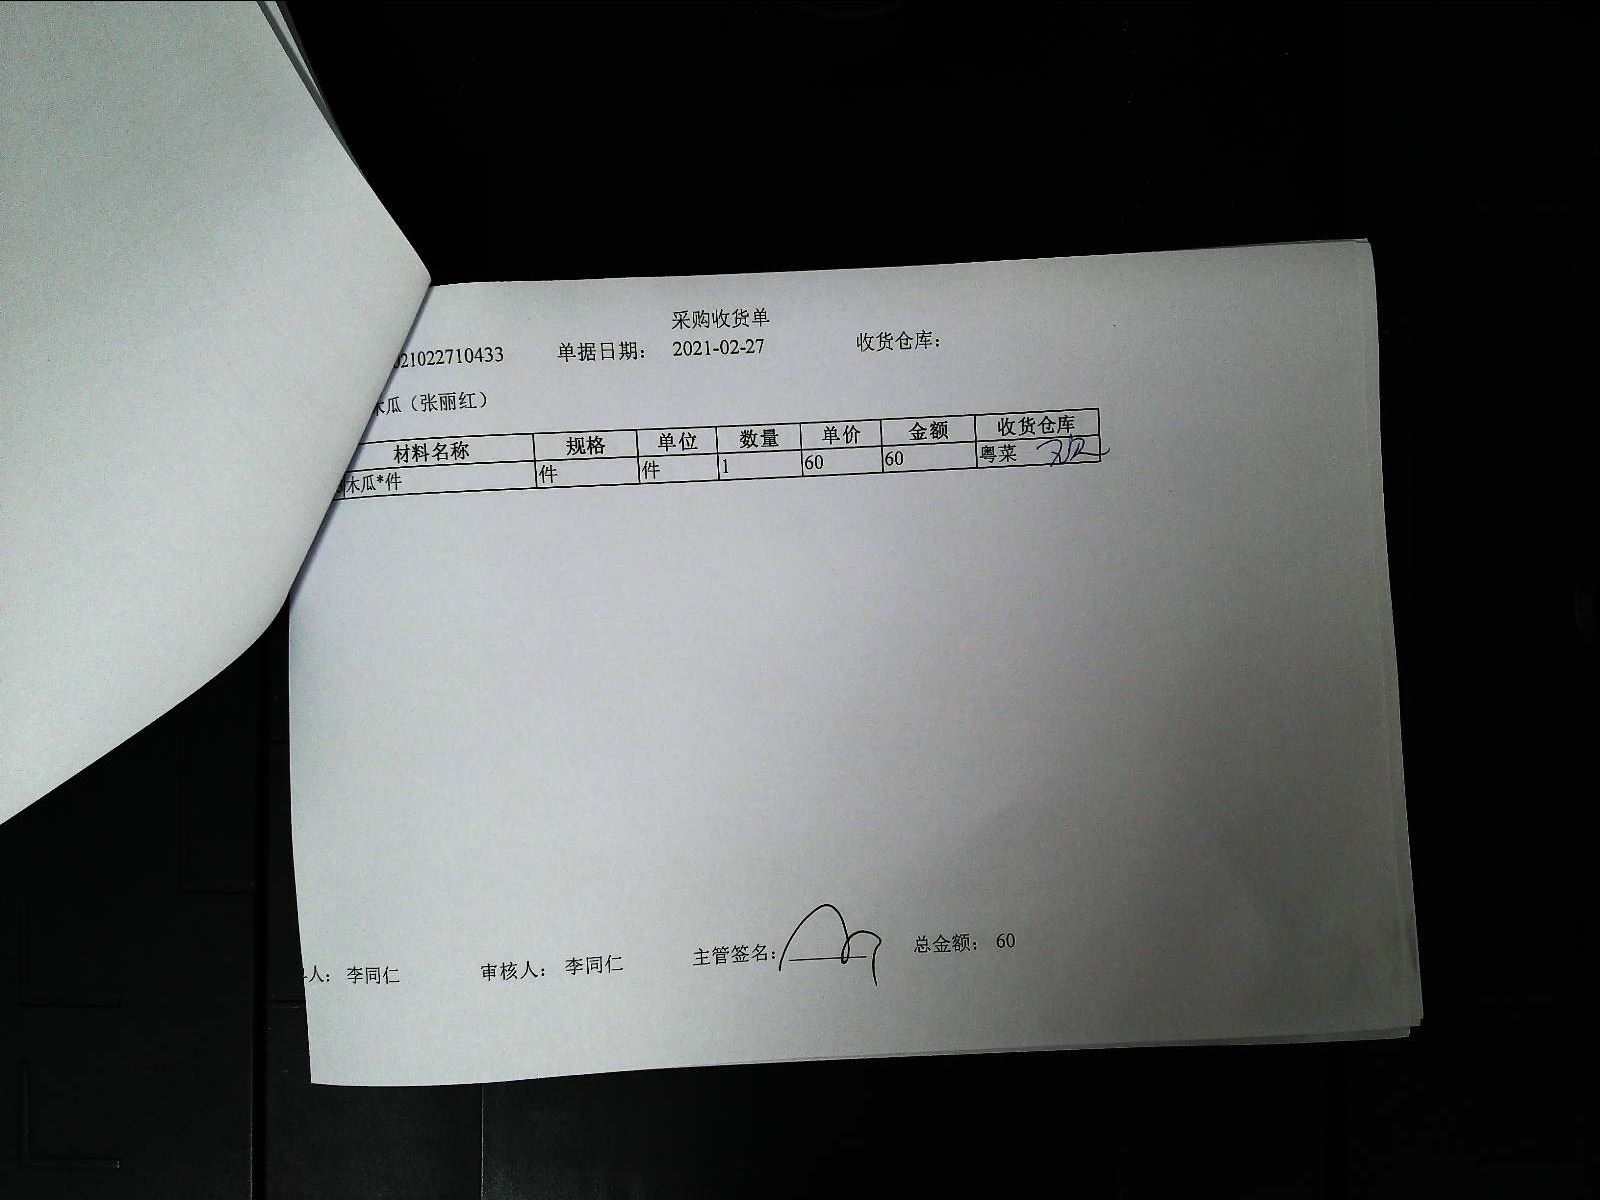 采购收货单
021022710433 单据日期: 2021-02-27 收货仓库:
木瓜(张丽红)
材料名称 规格 单位 数量 单价 金额 收货仓库
木瓜*件 件 件 1 60 60 粤菜
人: 李同仁 审核人: 李同仁 主管签名: 总金额: 60